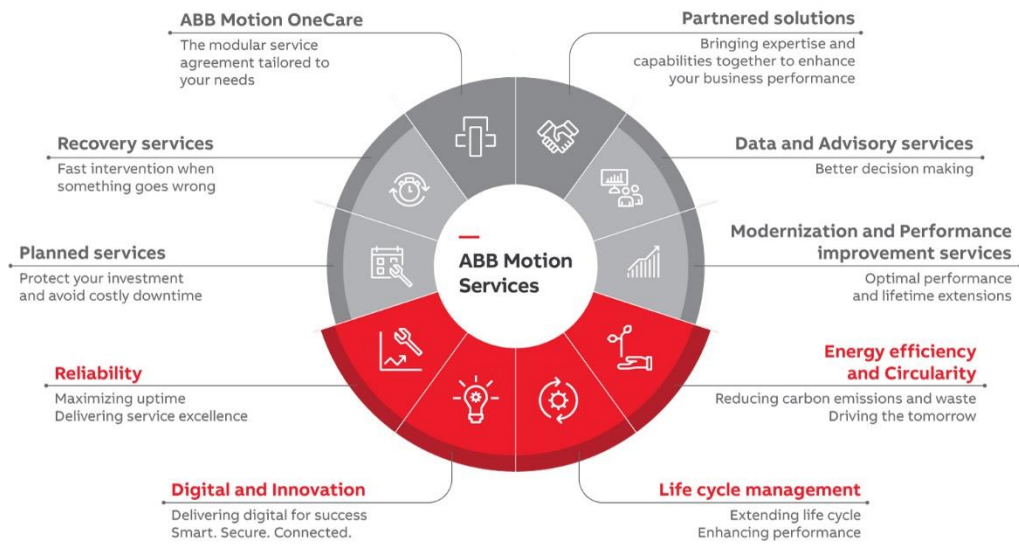 ABB Motion OneCare
The modular service
agreement tailored to
your needs
Partnered solutions
Bringing expertise and
capabilities together to enhance
your business performance
Recovery services
Fast intervention when
something goes wrong
Data and Advisory services
Better decision making
Planned services
Protect your investment
and avoid costly downtime
ABB Motion
Services
Modernization and Performance
improvement services
Optimal performance
and lifetime extensions
Reliability
Maximizing uptime
Delivering service excellence
Energy efficiency
and Circularity
Reducing carbon emissions and waste
Driving the tomorrow
Digital and Innovation
Delivering digital for success
Smart. Secure. Connected.
Life cycle management
Extending life cycle
Enhancing performance